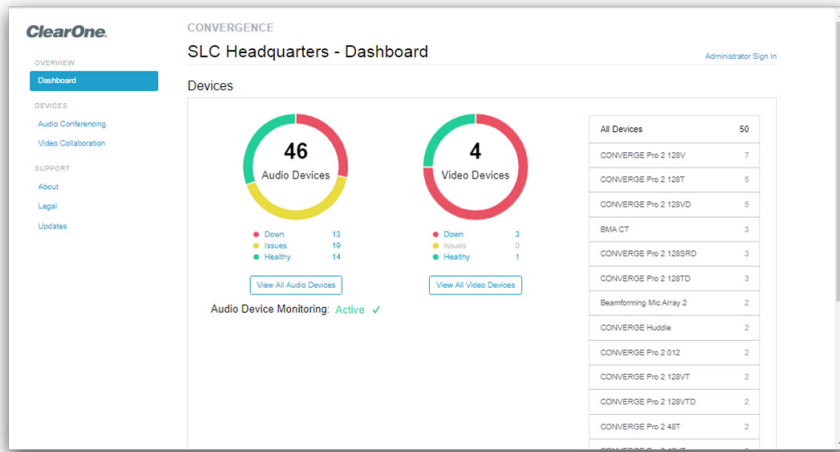 ClearOne.
OVERVIEW
Dashboard
DEVICES
Audio Conferencing
Video Collaboration
SUPPORT
About
Legal
Updates
CONVERGENCE
SLC Headquarters - Dashboard
Administrator Sign In
Devices
46
Audio Devices
Down 13
Issues 19
Healthy 14
View All Audio Devices
Audio Device Monitoring: Active ✓
4
Video Devices
Down 3
Issues 0
Healthy 1
View All Video Devices
All Devices 50
CONVERGE Pro 2 128V 7
CONVERGE Pro 2 128T 5
CONVERGE Pro 2 128VD 5
BMA CT 3
CONVERGE Pro 2 128SRD 3
CONVERGE Pro 2 128TD 3
Beamforming Mic Array 2 2
CONVERGE Huddle 2
CONVERGE Pro 2 012 2
CONVERGE Pro 2 128VT 2
CONVERGE Pro 2 128VTD 2
CONVERGE Pro 2 48T 2